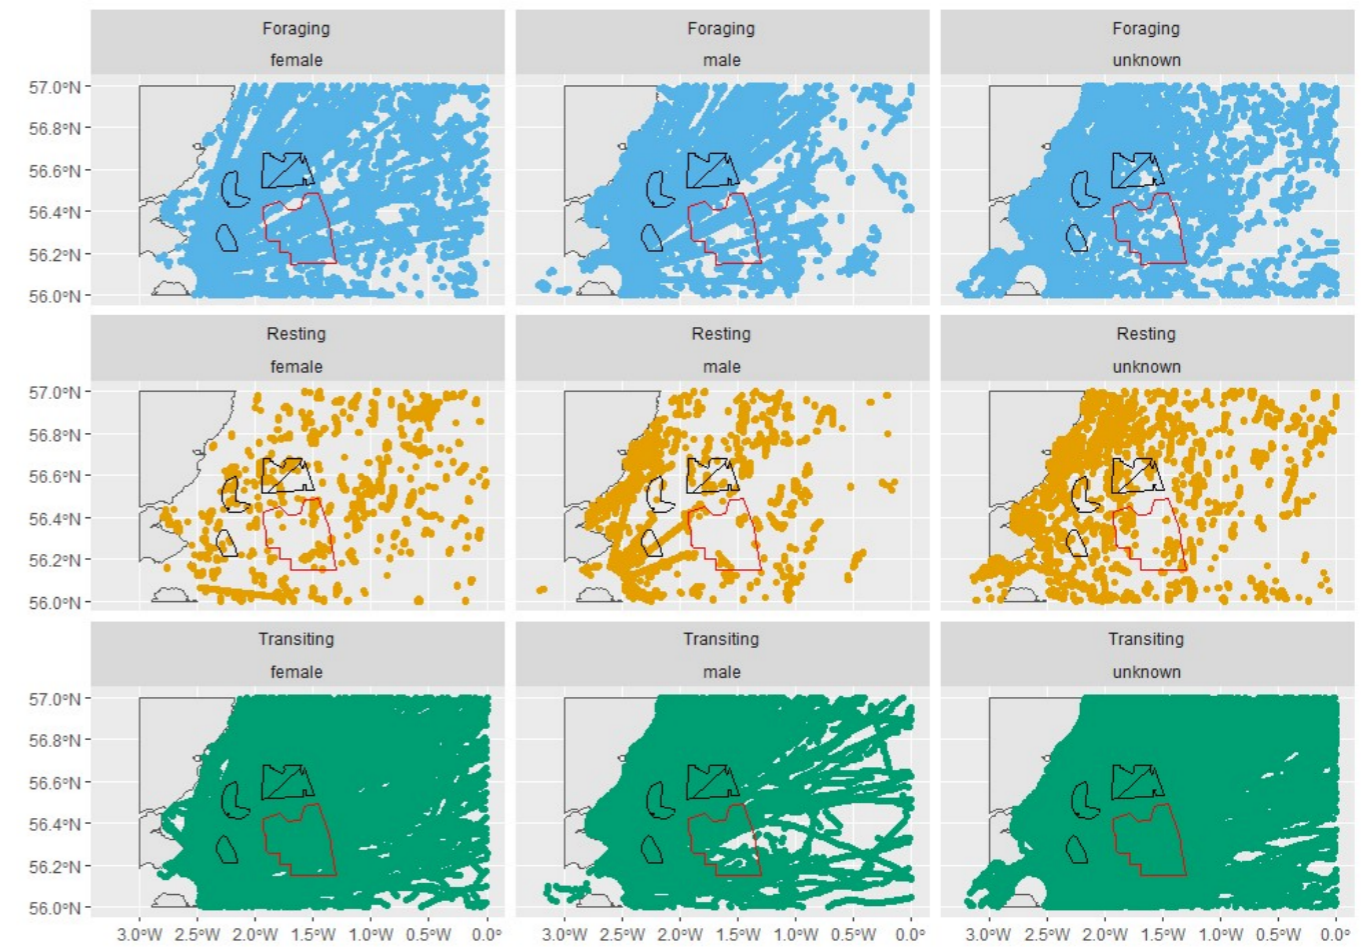 Foraging Foraging Foraging
female male unknown
57.0°N
56.8°N
56.6°N
56.4°N
56.2°N
56.0°N
Resting Resting Resting
female male unknown
57.0°N
56.8°N
56.6°N
56.4°N
56.2°N
56.0°N
Transiting Transiting Transiting
female male unknown
57.0°N
56.8°N
56.6°N
56.4°N
56.2°N
56.0°N
3.0°W 2.5°W 2.0°W 1.5°W 1.0°W 0.5° 0.0° 3.0°W 2.5°W 2.0°W 1.5°W 1.0°W 0.5°W 0.0° 3.0°W 2.5°W 2.0°W 1.5°W 1.0°W 0.5°W 0.0°